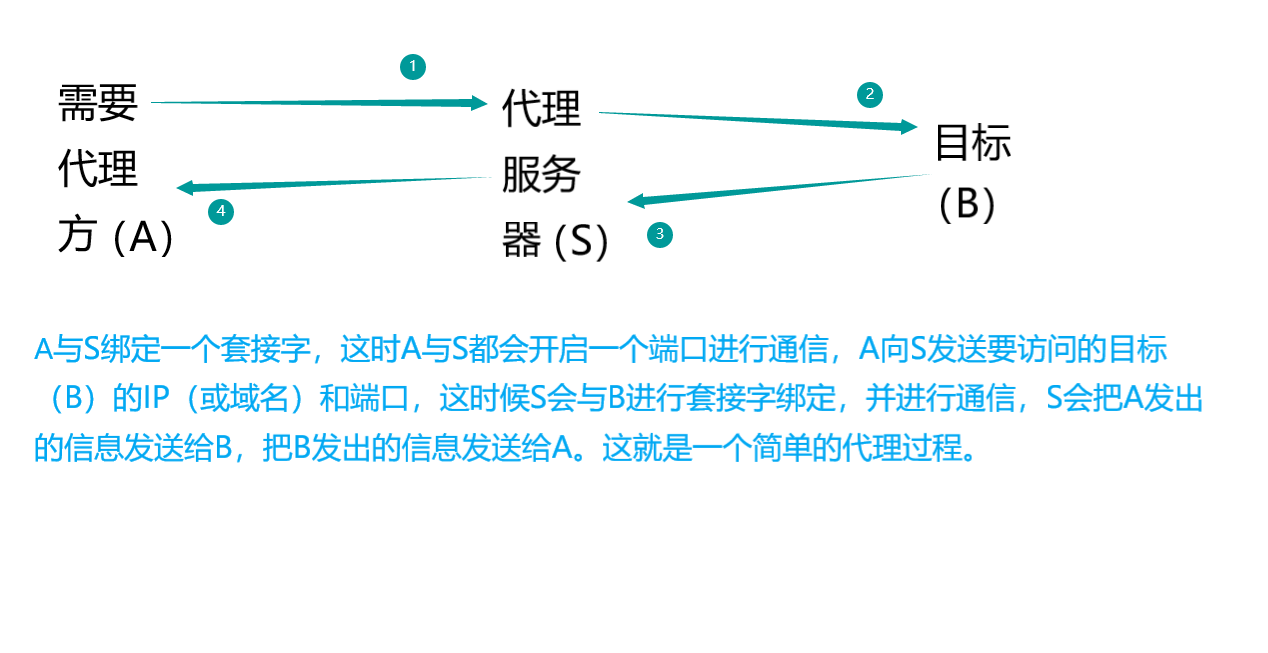 1
需要
代理
方 (A)
代理
服务
器 (S)
2
目标
(B)
4
3
A与S绑定一个套接字，这时A与S都会开启一个端口进行通信，A向S发送要访问的目标
（B）的IP（或域名）和端口，这时候S会与B进行套接字绑定，并进行通信，S会把A发出
的信息发送给B，把B发出的信息发送给A。这就是一个简单的代理过程。